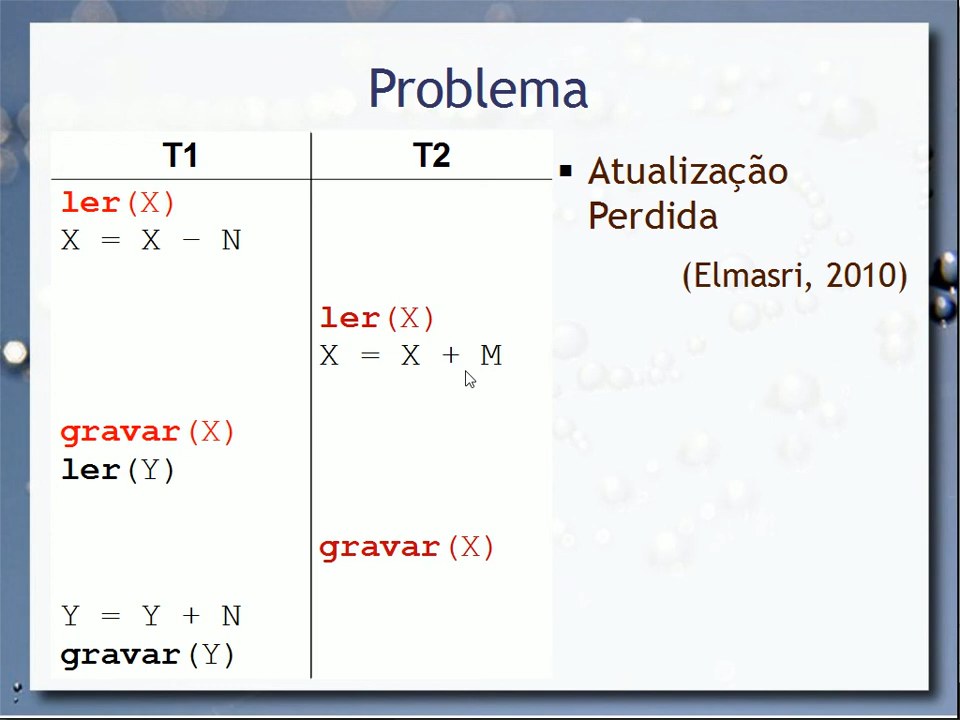 Problema
T1 T2
ler(X)
X = X − N
ler(X)
X = X + M
gravar(X)
ler(Y)
gravar(X)
Y = Y + N
gravar(Y)
▪ Atualização
Perdida
(Elmasri, 2010)